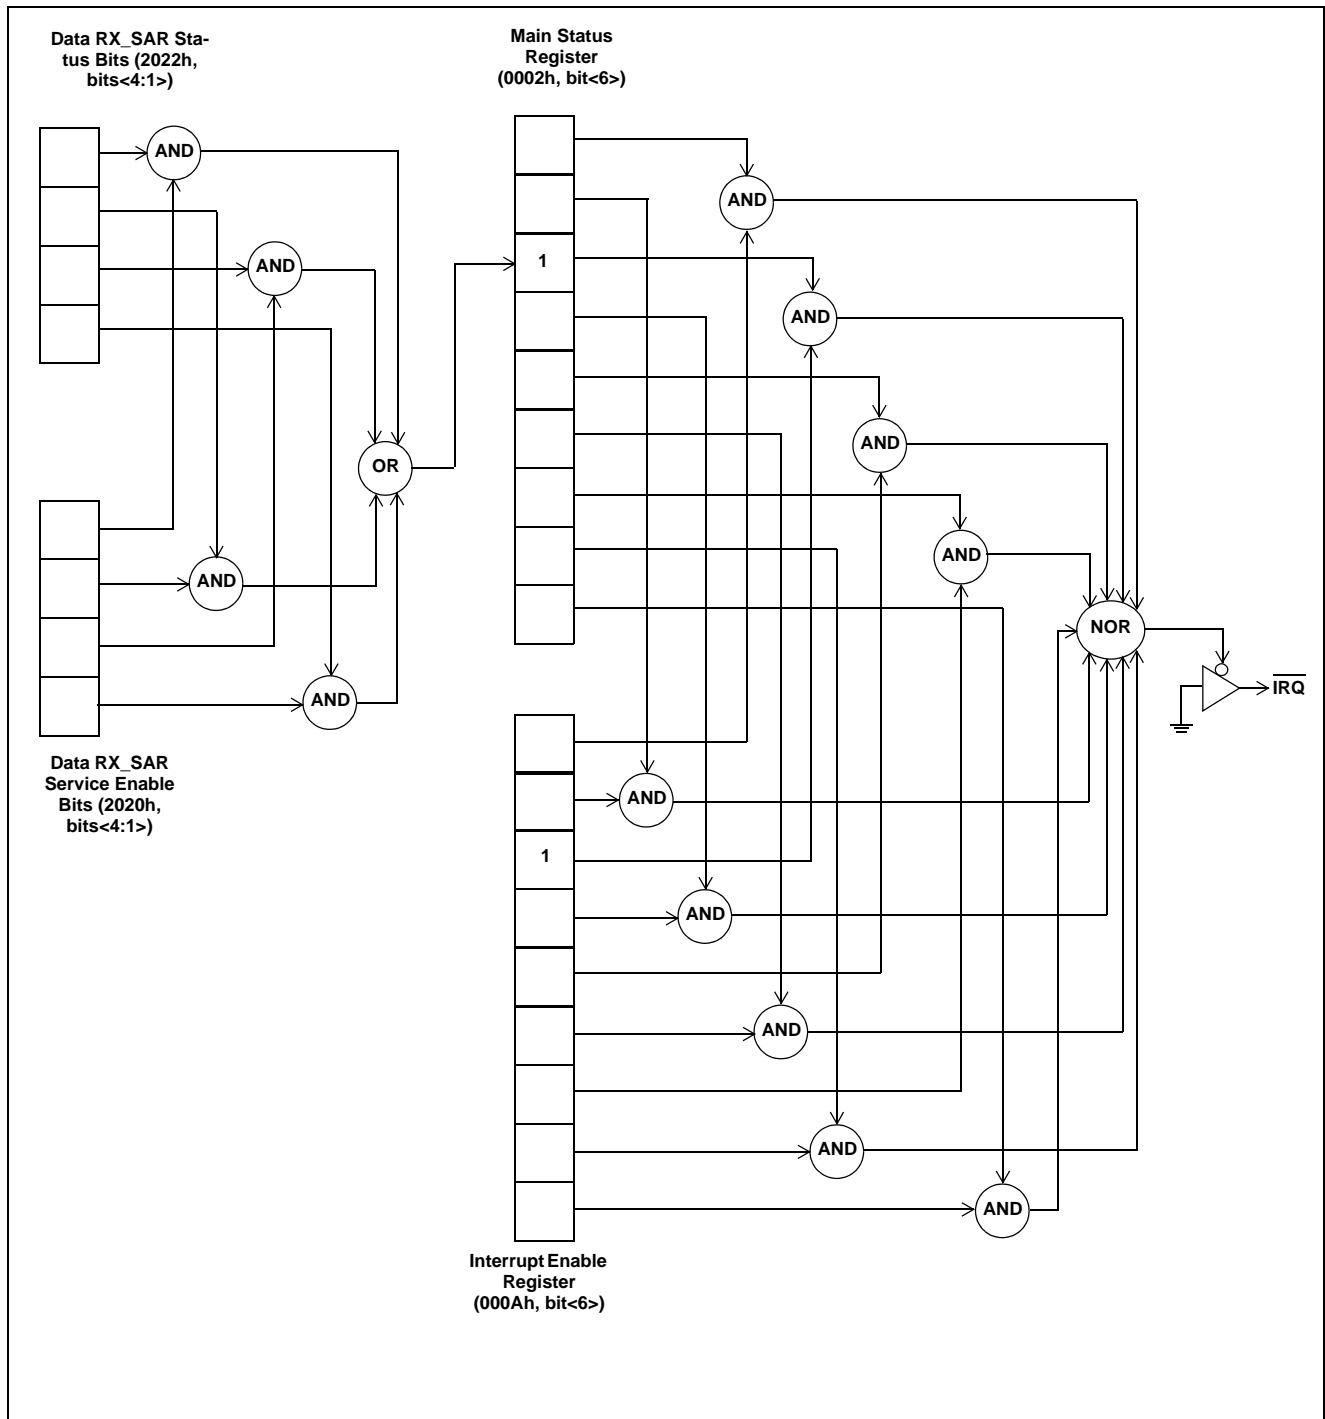 Data RX_SAR Sta-
tus Bits (2022h,
bits<4:1>)
Main Status
Register
(0002h, bit<6>)
AND
AND
AND
1
AND
AND
OR
AND
AND
AND
NOR
AND
IRQ
Data RX_SAR
Service Enable
Bits (2020h,
bits<4:1>)
AND
1
AND
AND
AND
AND
Interrupt Enable
Register
(000Ah, bit<6>)